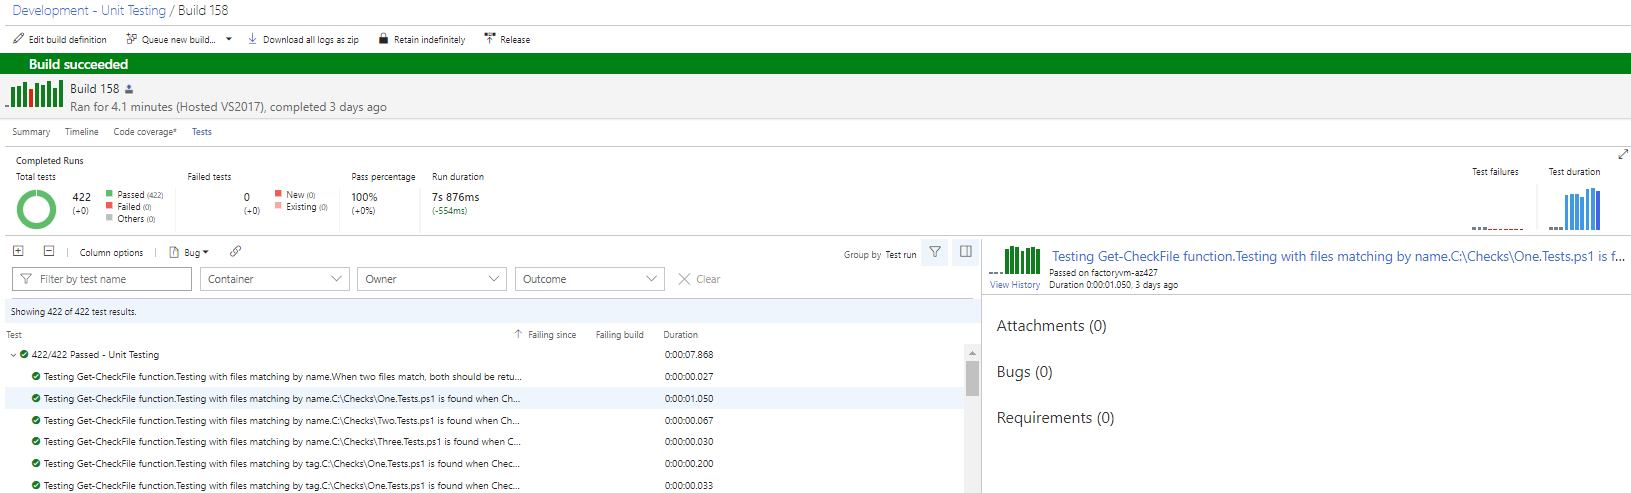 Development - Unit Testing / Build 158
Edit build definition Queue new build... Download all logs as zip Retain indefinitely Release
Build succeeded
Build 158
Ran for 4.1 minutes (Hosted VS2017), completed 3 days ago
Summary Timeline Code coverage* Tests
Completed Runs
Total tests Failed tests Pass percentage Run duration Test failures Test duration
422 Passed (422) 0 New (0) 100% 7s 876ms
(+0) Failed (0) (+0) Existing (0) (+0%) (-554ms)
Others (0)
Column options Bug Group by Test run
Filter by test name Container Owner Outcome Clear
Showing 422 of 422 test results.
Test Failing since Failing build Duration
422/422 Passed - Unit Testing 0:00:07.868
Testing Get-CheckFile function.Testing with files matching by name.When two files match, both should be retu... 0:00:00.027
Testing Get-CheckFile function.Testing with files matching by name.C:\Checks\One.Tests.ps1 is found when Ch... 0:00:01.050
Testing Get-CheckFile function.Testing with files matching by name.C:\Checks\Two.Tests.ps1 is found when Ch... 0:00:00.067
Testing Get-CheckFile function.Testing with files matching by name.C:\Checks\Three.Tests.ps1 is found when C... 0:00:00.030
Testing Get-CheckFile function.Testing with files matching by tag.C:\Checks\One.Tests.ps1 is found when Chec... 0:00:00.200
Testing Get-CheckFile function.Testing with files matching by tag.C:\Checks\One.Tests.ps1 is found when Chec... 0:00:00.033
Testing Get-CheckFile function.Testing with files matching by name.C:\Checks\One.Tests.ps1 is f...
Passed on factoryvm-az427
View History Duration 0:00:01.050, 3 days ago
Attachments (0)
Bugs (0)
Requirements (0)